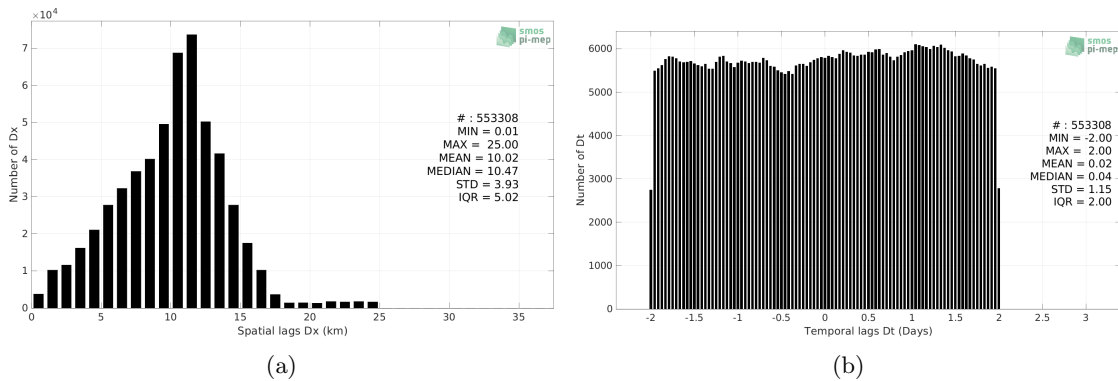 ×10⁴
smos
pi-mep
7
6
5
4
3
2
1
0
Number of Dx
# : 553308
MIN = 0.01
MAX = 25.00
MEAN = 10.02
MEDIAN = 10.47
STD = 3.93
IQR = 5.02
0 5 10 15 20 25 30 35
Spatial lags Dx (km)
(a)
smos
pi-mep
6000
5000
4000
3000
2000
1000
0
Number of Dt
# : 553308
MIN = -2.00
MAX = 2.00
MEAN = 0.02
MEDIAN = 0.04
STD = 1.15
IQR = 2.00
-2 -1.5 -1 -0.5 0 0.5 1 1.5 2 2.5 3
Temporal lags Dt (Days)
(b)